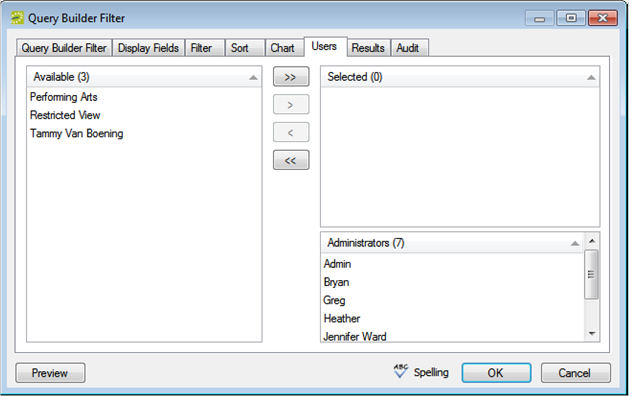 Query Builder Filter
Query Builder Filter Display Fields Filter Sort Chart Users Results Audit
Available (3)
Performing Arts
Restricted View
Tammy Van Boening
>>
>
<
<<
Selected (0)
Administrators (7)
Admin
Bryan
Greg
Heather
Jennifer Ward
Preview
ABC Spelling
OK
Cancel